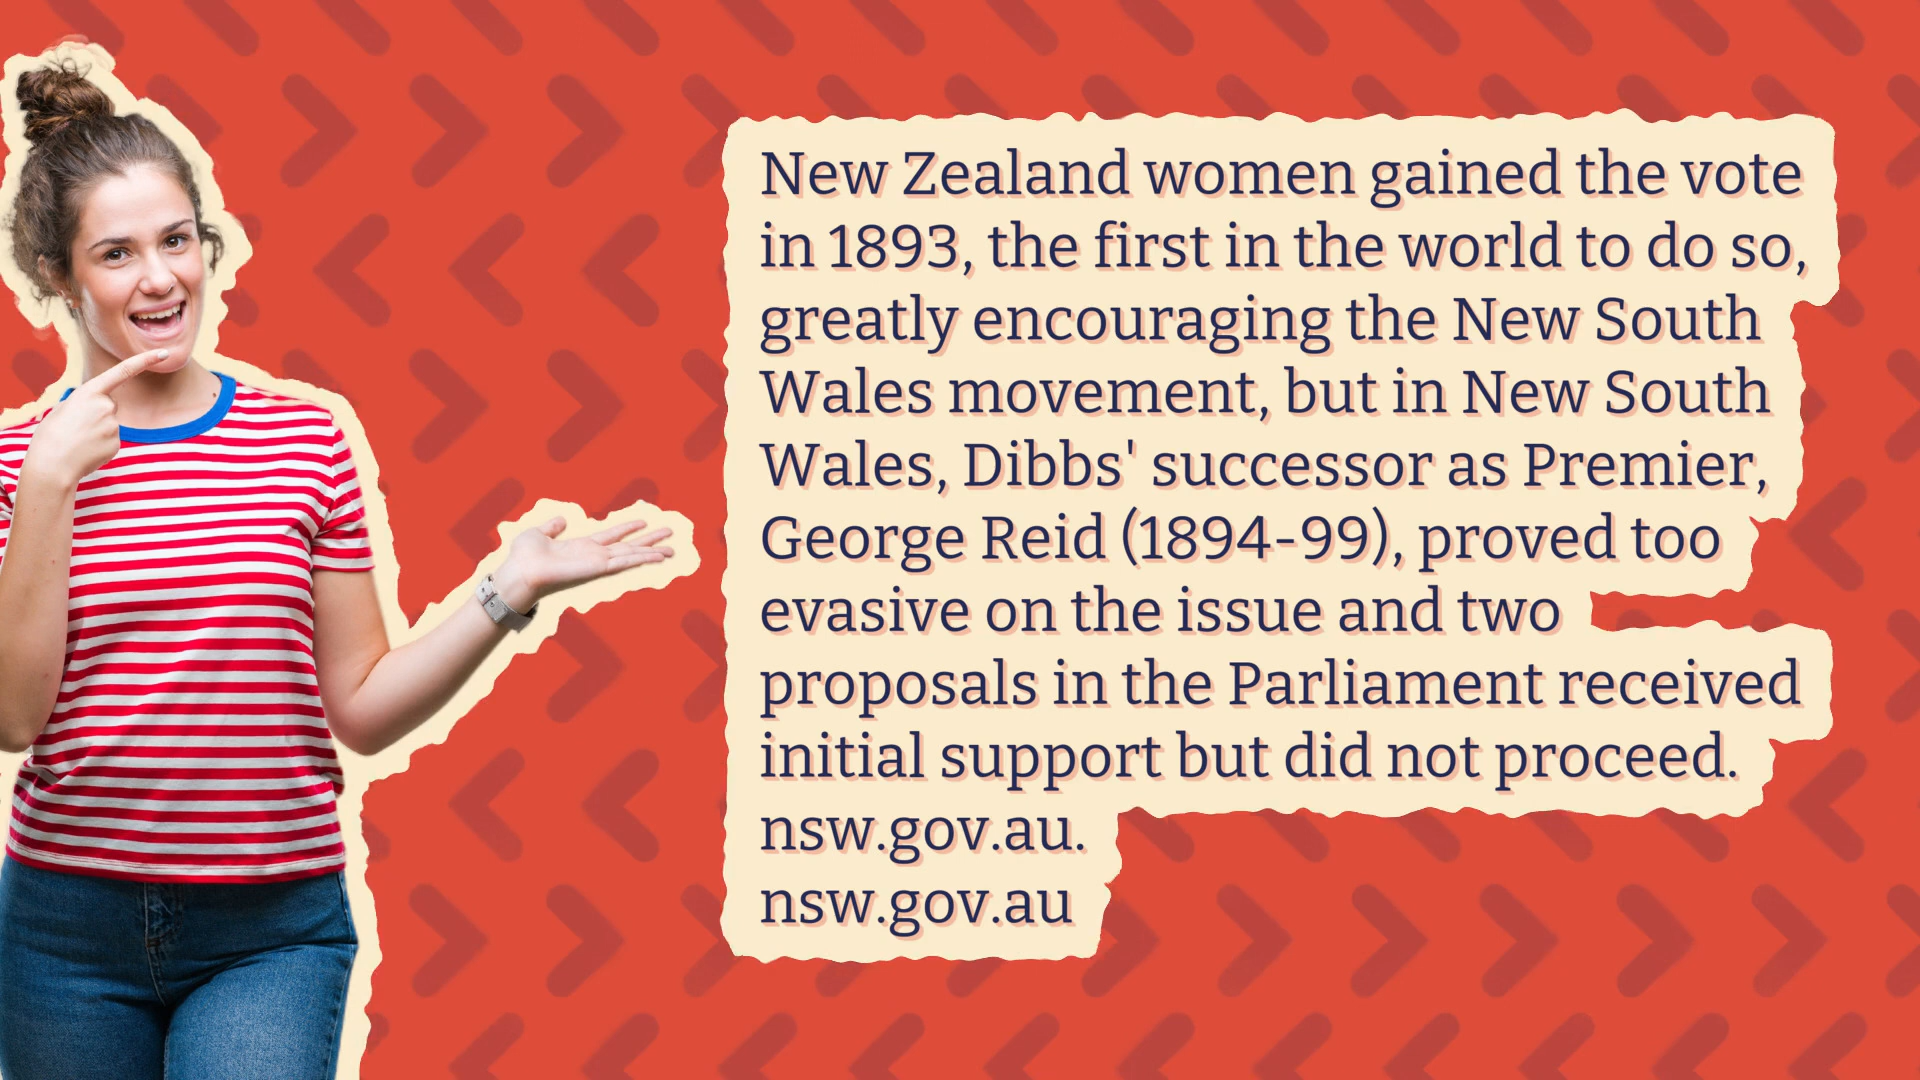 New Zealand women gained the vote
in 1893, the first in the world to do so,
greatly encouraging the New South
Wales movement, but in New South
Wales, Dibbs' successor as Premier,
George Reid (1894-99), proved too
evasive on the issue and two
proposals in the Parliament received
initial support but did not proceed.
nsw.gov.au.
nsw.gov.au